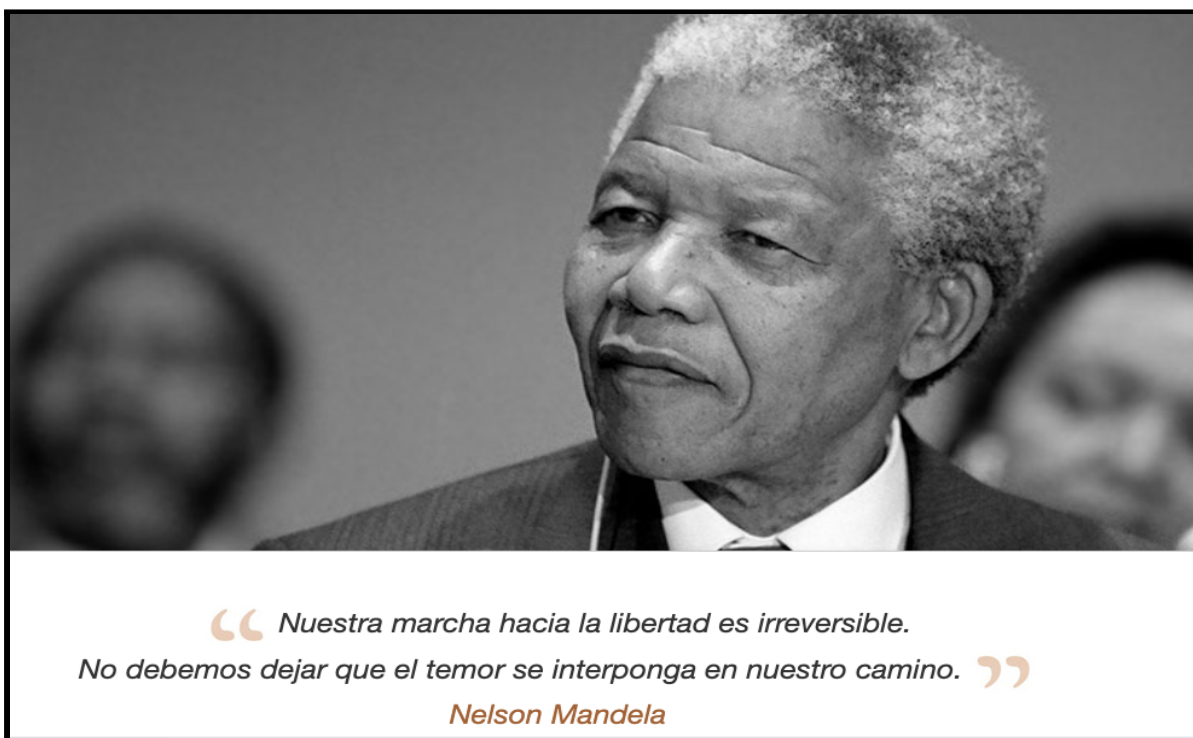 “ Nuestra marcha hacia la libertad es irreversible.
No debemos dejar que el temor se interponga en nuestro camino. ”
Nelson Mandela